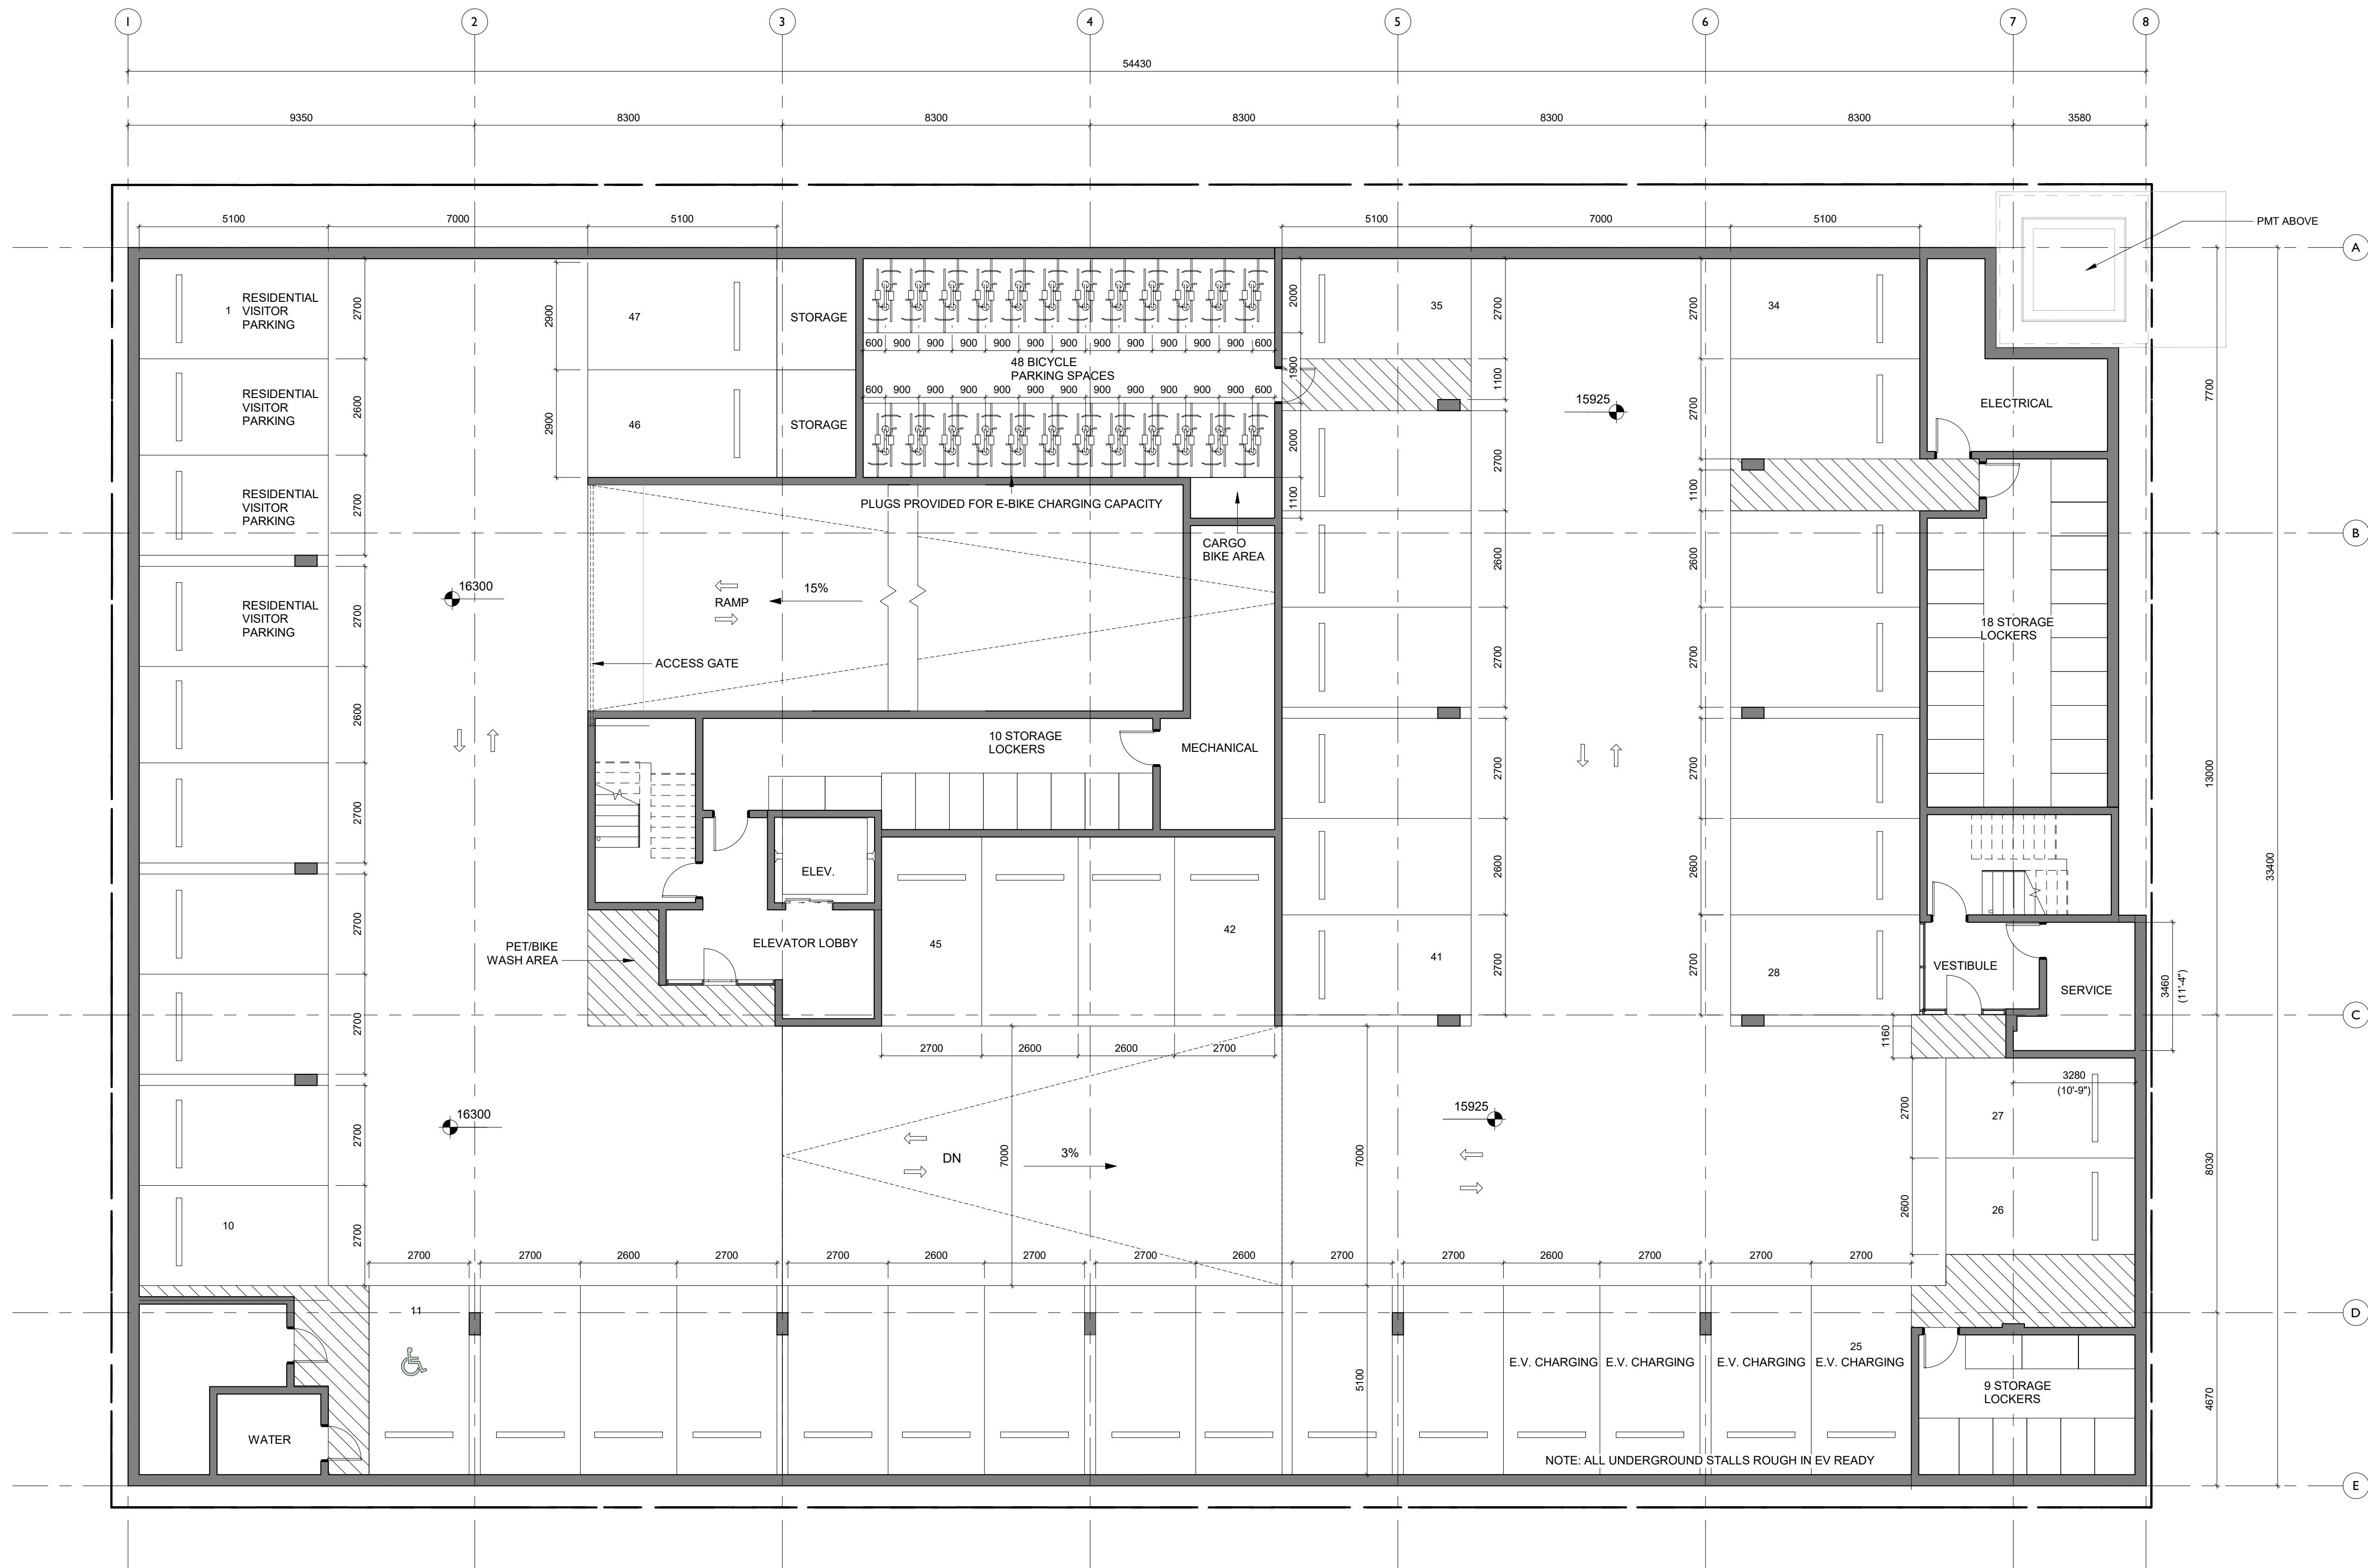 1 2 3 4 5 6 7 8
54430
9350 8300 8300 8300 8300 8300 3580
5100 7000 5100 5100 7000 5100
PMT ABOVE
A
1 RESIDENTIAL
VISITOR
PARKING
2700
2900
47
STORAGE
2000
35
2700
2700
34
600 900 900 900 900 900 900 900 900 900 900 900 600
48 BICYCLE
PARKING SPACES
1900
1100
600 900 900 900 900 900 900 900 900 900 900 900 600
7700
RESIDENTIAL
VISITOR
PARKING
2600
2900
46
STORAGE
2000
15925
2700
ELECTRICAL
2700
RESIDENTIAL
VISITOR
PARKING
2700
PLUGS PROVIDED FOR E-BIKE CHARGING CAPACITY
1100
1100
B
CARGO
BIKE AREA
2600
2600
16300
RESIDENTIAL
VISITOR
PARKING
2700
RAMP
15%
18 STORAGE
LOCKERS
ACCESS GATE
2700
2700
2600
10 STORAGE
LOCKERS
MECHANICAL
2700
2700
13000
2700
ELEV.
2600
2600
33400
2700
PET/BIKE
WASH AREA
ELEVATOR LOBBY
45
42
41
2700
2700
28
VESTIBULE
SERVICE
3460
(11'-4")
C
2700
2700 2600 2600 2700
1160
3280
(10'-9")
16300
2700
15925
2700
27
DN
7000
3%
7000
8030
10
2700
2600
26
2700 2700 2600 2700 2700 2600 2700 2700 2600 2700 2700 2600 2700 2700 2700
11
D
25
E.V. CHARGING E.V. CHARGING E.V. CHARGING E.V. CHARGING
5100
9 STORAGE
LOCKERS
4670
WATER
NOTE: ALL UNDERGROUND STALLS ROUGH IN EV READY
E